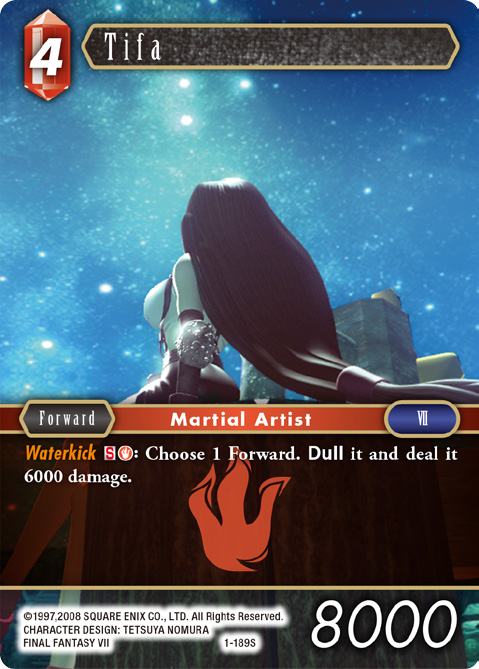 4
Tifa
Forward
Martial Artist
VII
Waterkick S: Choose 1 Forward. Dull it and deal it
6000 damage.
©1997,2008 SQUARE ENIX CO., LTD. All Rights Reserved.
CHARACTER DESIGN: TETSUYA NOMURA
FINAL FANTASY VII
1-189S
8000